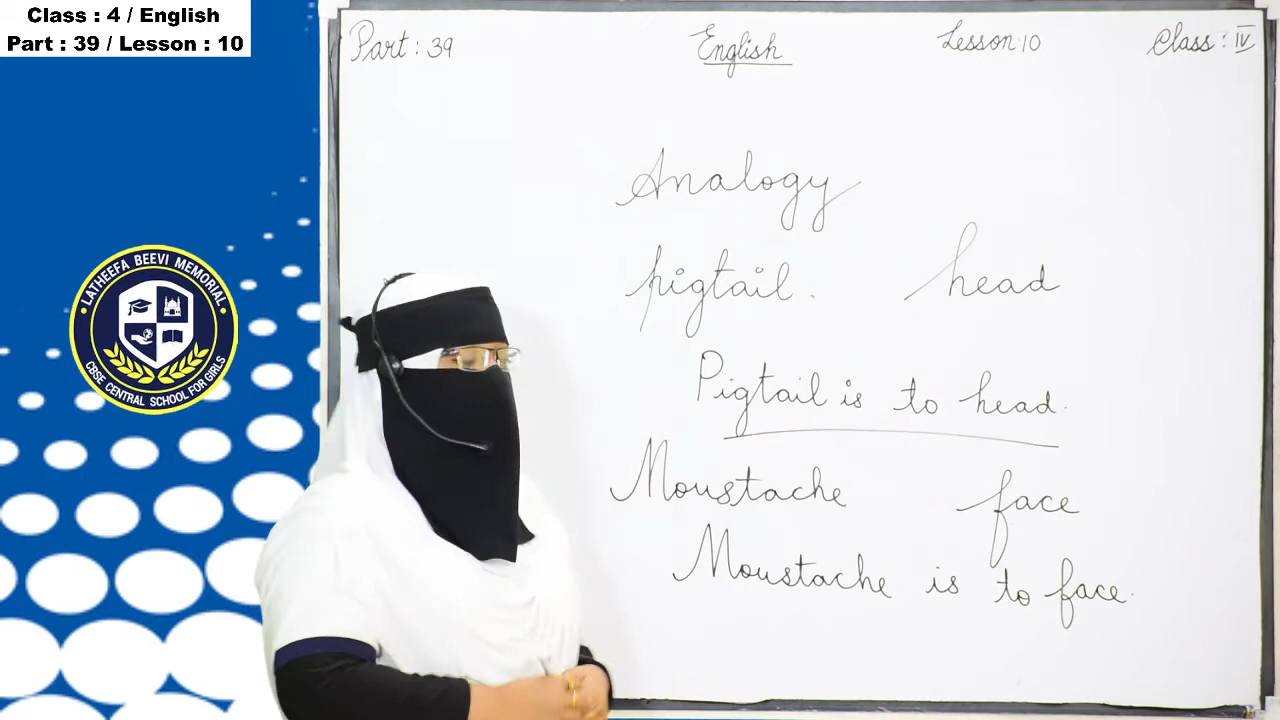 Class : 4 / English
Part : 39 / Lesson : 10
Part : 39 English Lesson 10 Class : IV
Analogy
pigtail. head
Pigtail is to head.
Moustache face
Moustache is to face.
LATHEEFA BEEVI MEMORIAL
CBSE CENTRAL SCHOOL FOR GIRLS